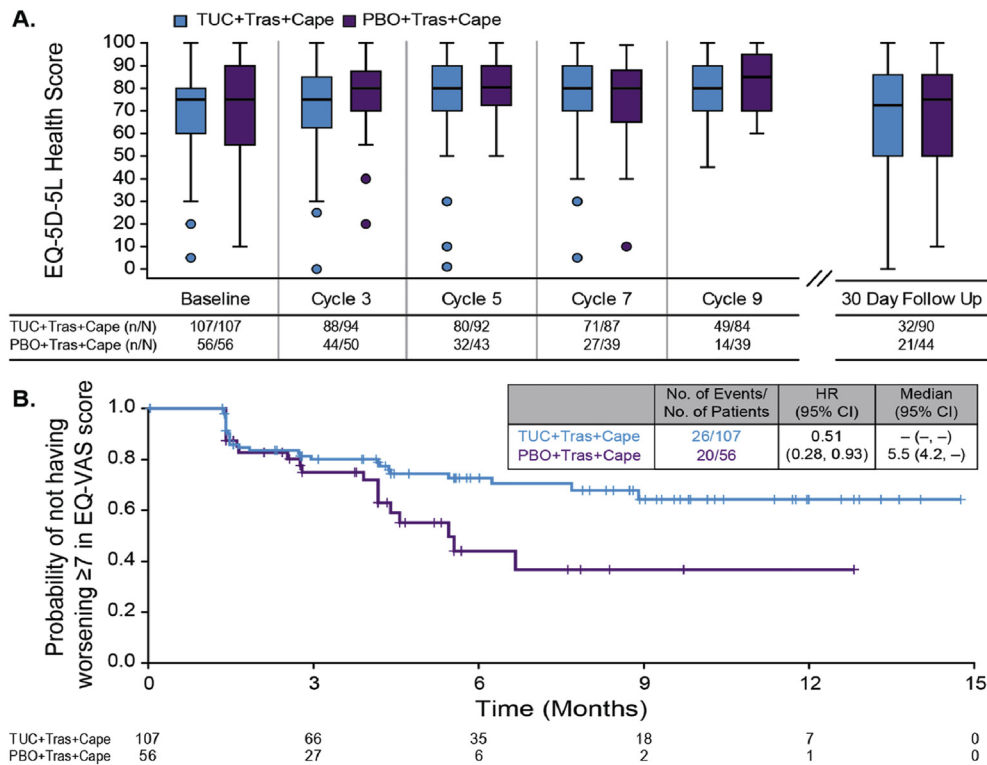 A.
TUC+Tras+Cape PBO+Tras+Cape
EQ-5D-5L Health Score
100
90
80
70
60
50
40
30
20
10
0
Baseline Cycle 3 Cycle 5 Cycle 7 Cycle 9 30 Day Follow Up
TUC+Tras+Cape (n/N) 107/107 88/94 80/92 71/87 49/84 32/90
PBO+Tras+Cape (n/N) 56/56 44/50 32/43 27/39 14/39 21/44
B.
Probability of not having
worsening ≥7 in EQ-VAS score
1.0
0.8
0.6
0.4
0.2
0.0
No. of Events/ HR Median
No. of Patients (95% CI) (95% CI)
TUC+Tras+Cape 26/107 0.51 – (–, –)
PBO+Tras+Cape 20/56 (0.28, 0.93) 5.5 (4.2, –)
0 3 6 9 12 15
Time (Months)
TUC+Tras+Cape 107 66 35 18 7 0
PBO+Tras+Cape 56 27 6 2 1 0